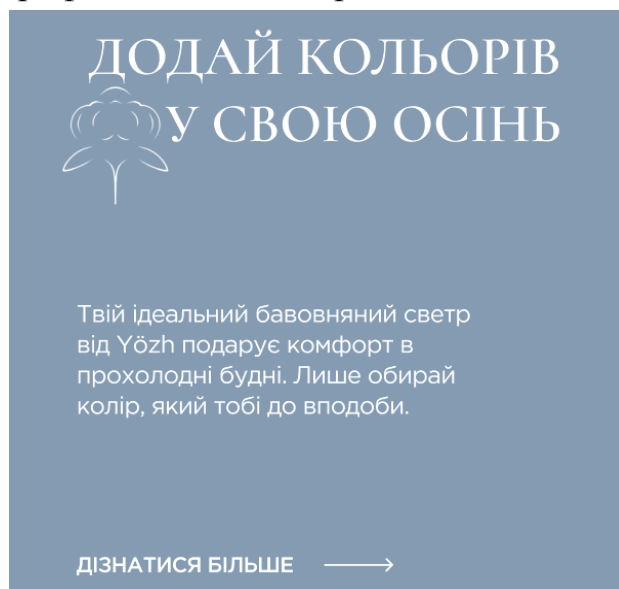 ДОДАЙ КОЛЬОРІВ
У СВОЮ ОСІНЬ
Твій ідеальний бавовняний светр
від Yözh подарує комфорт в
прохолодні будні. Лише обирай
колір, який тобі до вподоби.
ДІЗНАТИСЯ БІЛЬШЕ